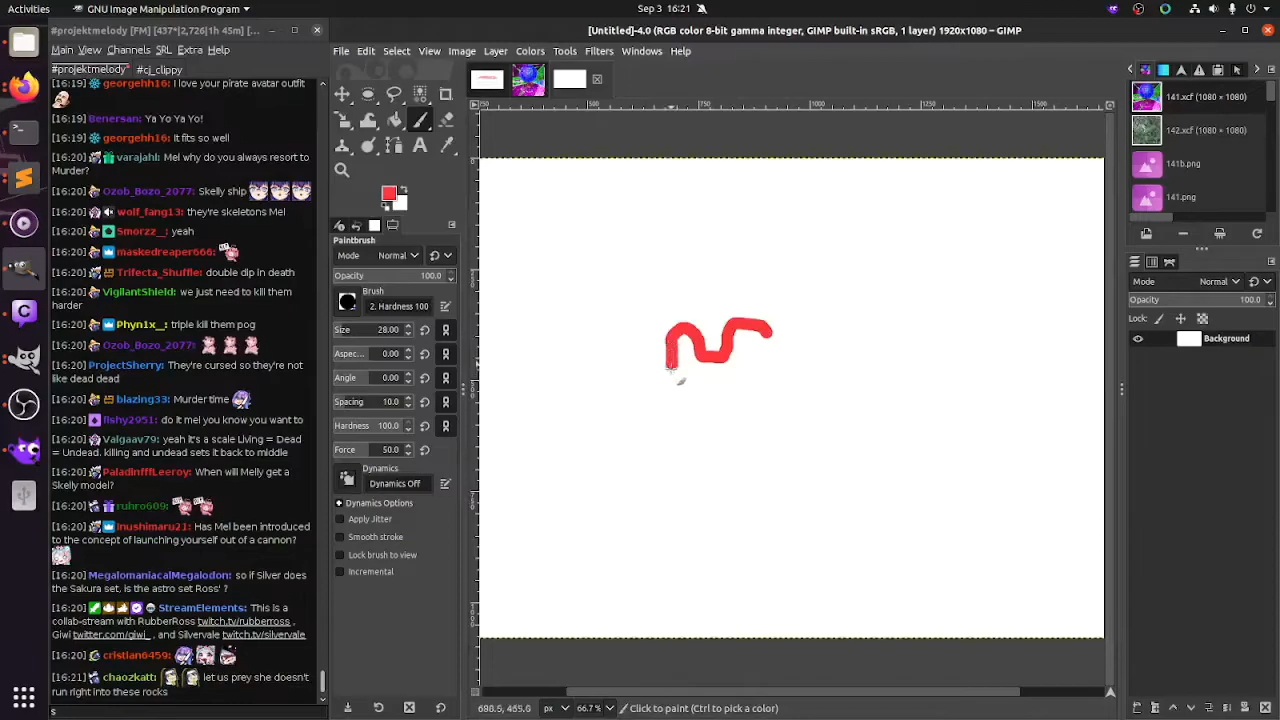 Activities
GNU Image Manipulation Program
Sep 3 16:21
#projektmelody [FM] [437*|2,726|1h 45m] [...
[Untitled]-4.0 (RGB color 8-bit gamma integer, GIMP built-in sRGB, 1 layer) 1920x1080 – GIMP
Main View Channels SRL Extra Help
#projektmelody #cj_clippy
[16:19] georgehh16: I love your pirate outfit
[16:19] Benersan: Ya Yo Ya Yo!
[16:19] georgehh16: It fits so well
[16:20] varajahl: Mel why do you always resort to
Murder?
[16:20] Ozob_Bozo_2077: Skelly ship
[16:20] wolf_fang13: they're skeletons Mel
[16:20] Smorzz_: yeah
[16:20] maskedreaper666:
[16:20] Trifecta_Shuffle: double dip in death
[16:20] VigilantShield: we just need to kill them
harder
[16:20] Phyn1x_: triple kill them pog
[16:20] Ozob_Bozo_2077:
[16:20] ProjectSherry: They're cursed so they're not
like dead dead
[16:20] blazing33: Murder time
[16:20] fishy2951: do it mel you know you want to
[16:20] Valgaav79: yeah it's a scale Living = Dead
= Undead. killing and undead sets it back to middle
[16:20] PaladinfffLeeroy: When will Melly get a
Skelly model?
[16:20] ruhro609:
[16:20] Inushimaru21: Has Mel been introduced
to the concept of launching yourself out of a cannon?
[16:20] MegalomaniacalMegalodon: so if Silver does
the Sakura set, is the astro set Ross' ?
[16:20] StreamElements: This is a
collab-stream with RubberRoss twitch.tv/rubberross ,
Giwi twitter.com/giwi_ , and Silvervale twitch.tv/silvervale
[16:20] cristian6459:
[16:21] chaozkatt: let us prey she doesn't
run right into these rocks
s
File Edit Select View Image Layer Colors Tools Filters Windows Help
Paintbrush
Mode Normal
Opacity 100.0
Brush
2. Hardness 100
Size 28.00
Aspec... 0.00
Angle 0.00
Spacing 10.0
Hardness 100.0
Force 50.0
Dynamics
Dynamics Off
Dynamics Options
Apply Jitter
Smooth stroke
Lock brush to view
Incremental
500 750 1000 1250 1500
688.5, 465.0 px 66.7 % Click to paint (Ctrl to pick a color)
141.xcf (1080 × 1080)
142.xcf (1080 × 1080)
141b.png
141.png
Mode Normal
Opacity 100.0
Lock:
Background